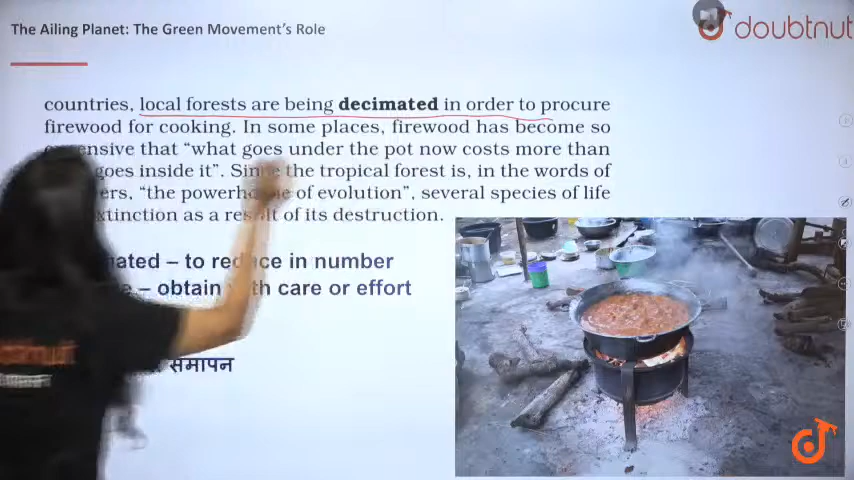 The Ailing Planet: The Green Movement's Role
doubtnut
countries, local forests are being decimated in order to procure
firewood for cooking. In some places, firewood has become so
that “what goes under the pot now costs more than
goes inside it”. Since the tropical forest is, in the words of
“the powerhouse of evolution”, several species of life
extinction as a result of its destruction.
– to reduce in number
– obtain with care or effort
समापन